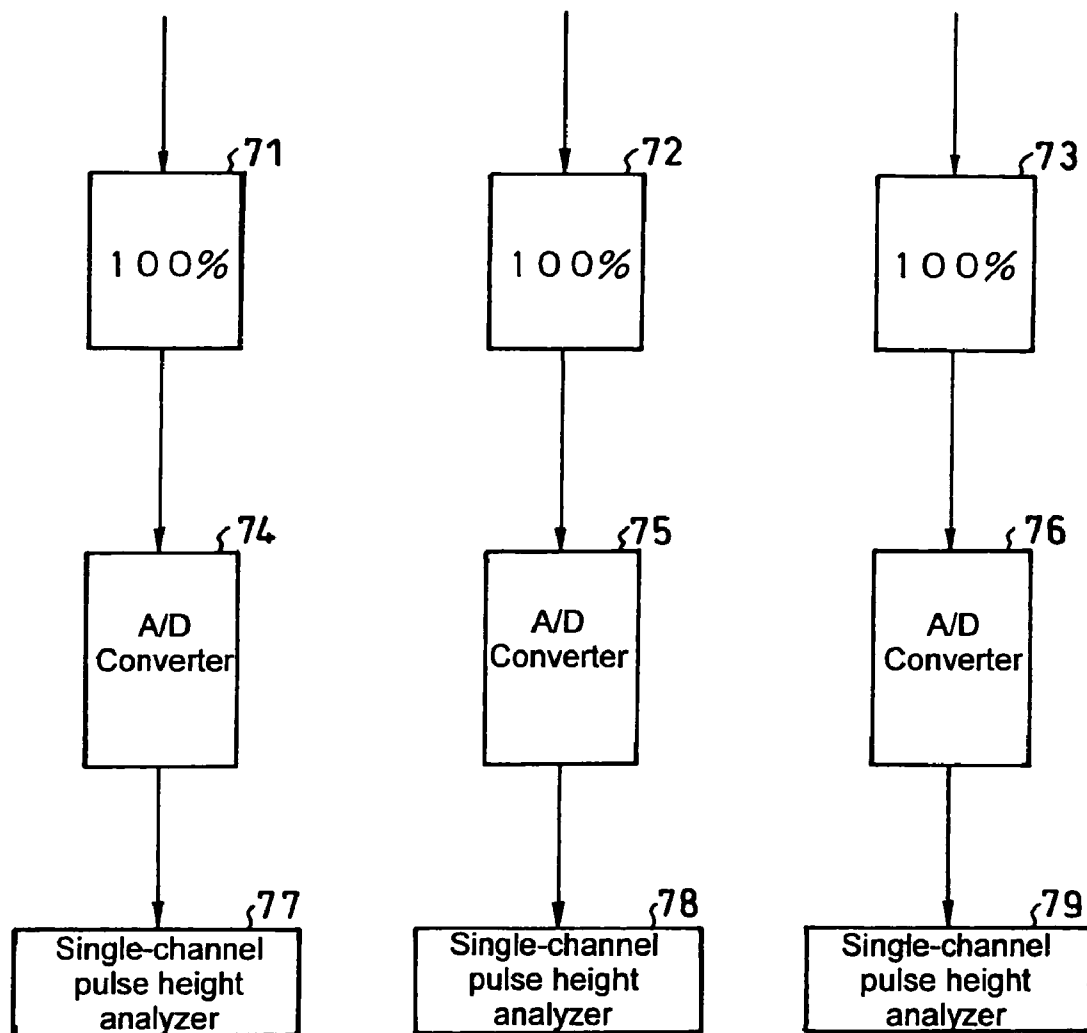 71 72 73
100% 100% 100%
74 75 76
A/D A/D A/D
Converter Converter Converter
77 78 79
Single-channel Single-channel Single-channel
pulse height pulse height pulse height
analyzer analyzer analyzer